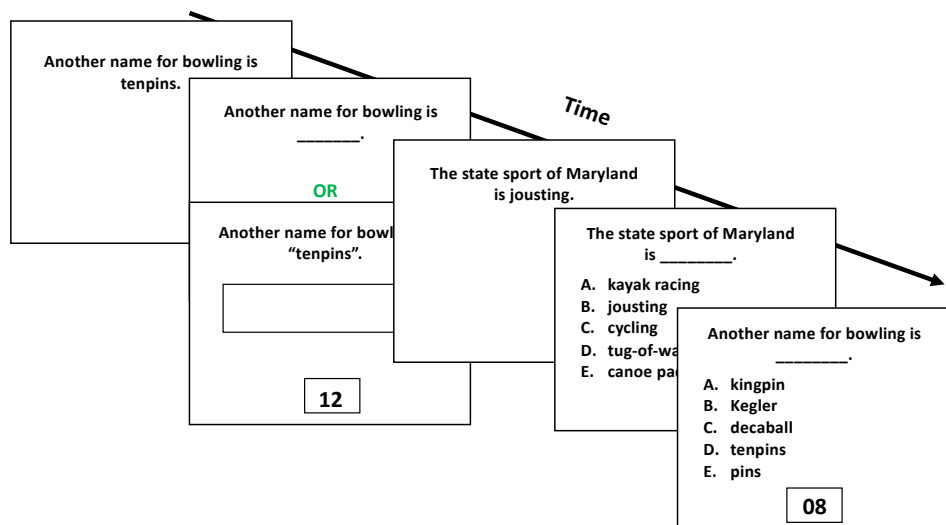 Another name for bowling is
tenpins.
Another name for bowling is
_______.
OR
Another name for bowl
“tenpins”.
12
Time
The state sport of Maryland
is jousting.
The state sport of Maryland
is ________.
A. kayak racing
B. jousting
C. cycling
D. tug-of-wa
E. canoe pa
Another name for bowling is
________.
A. kingpin
B. Kegler
C. decaball
D. tenpins
E. pins
08